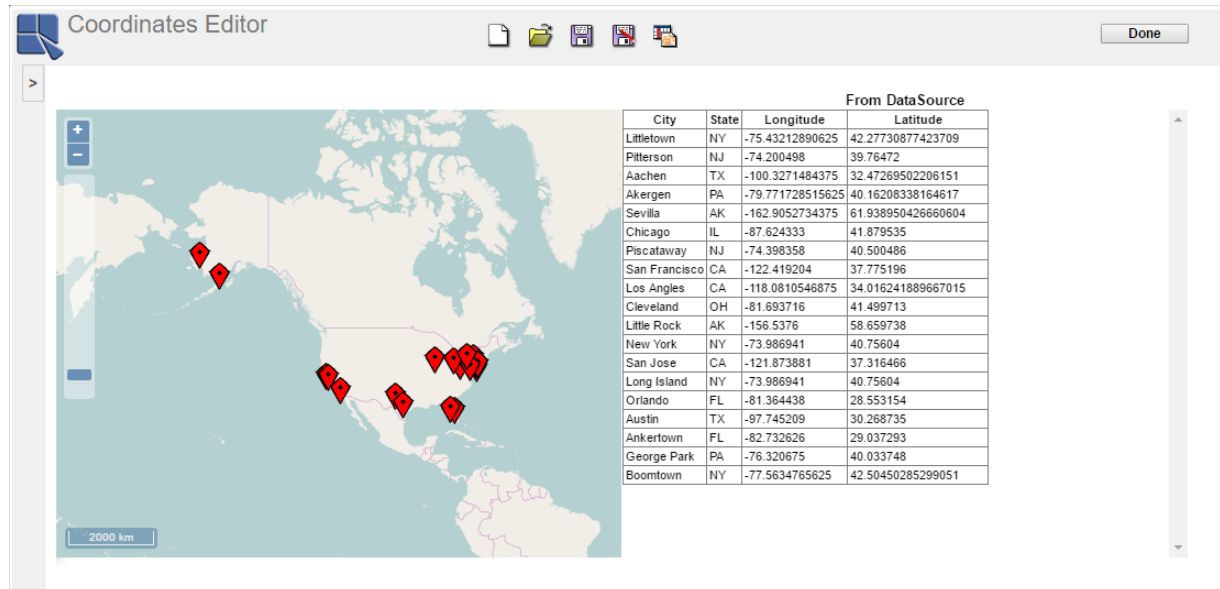 Coordinates Editor
Done
>
From DataSource
+
−
City State Longitude Latitude
Littletown NY -75.43212890625 42.27730877423709
Pitterson NJ -74.200498 39.76472
Aachen TX -100.3271484375 32.47269502206151
Akergen PA -79.771728515625 40.16208338164617
Sevilla AK -162.9052734375 61.938950426660604
Chicago IL -87.624333 41.879535
Piscataway NJ -74.398358 40.500486
San Francisco CA -122.419204 37.775196
Los Angles CA -118.0810546875 34.016241889667015
Cleveland OH -81.693716 41.499713
Little Rock AK -156.5376 58.659738
New York NY -73.986941 40.75604
San Jose CA -121.873881 37.316466
Long Island NY -73.986941 40.75604
Orlando FL -81.364438 28.553154
Austin TX -97.745209 30.268735
Ankertown FL -82.732626 29.037293
George Park PA -76.320675 40.033748
Boomtown NY -77.5634765625 42.50450285299051
2000 km